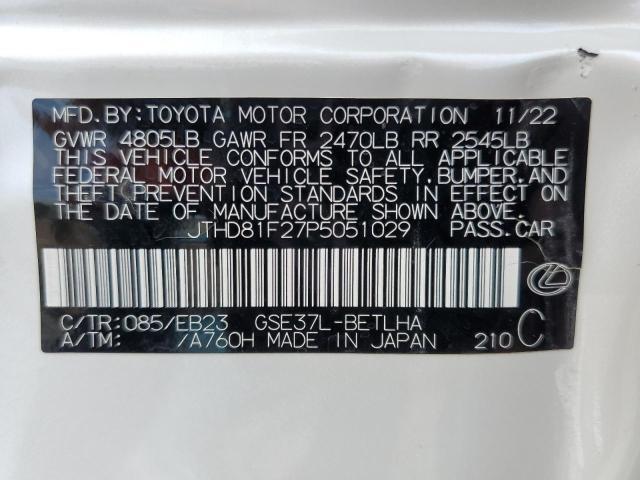 MFD.BY:TOYOTA MOTOR CORPORATION 11/22
GVWR 4805LB GAWR FR 2470LB RR 2545LB
THIS VEHICLE CONFORMS TO ALL APPLICABLE
FEDERAL MOTOR VEHICLE SAFETY,BUMPER,AND
THEFT PREVENTION STANDARDS IN EFFECT ON
THE DATE OF MANUFACTURE SHOWN ABOVE.
JTHD81F27P5051029 PASS.CAR
C/TR:085/EB23 GSE37L-BETLHA
A/TM: /A760H MADE IN JAPAN 210 C